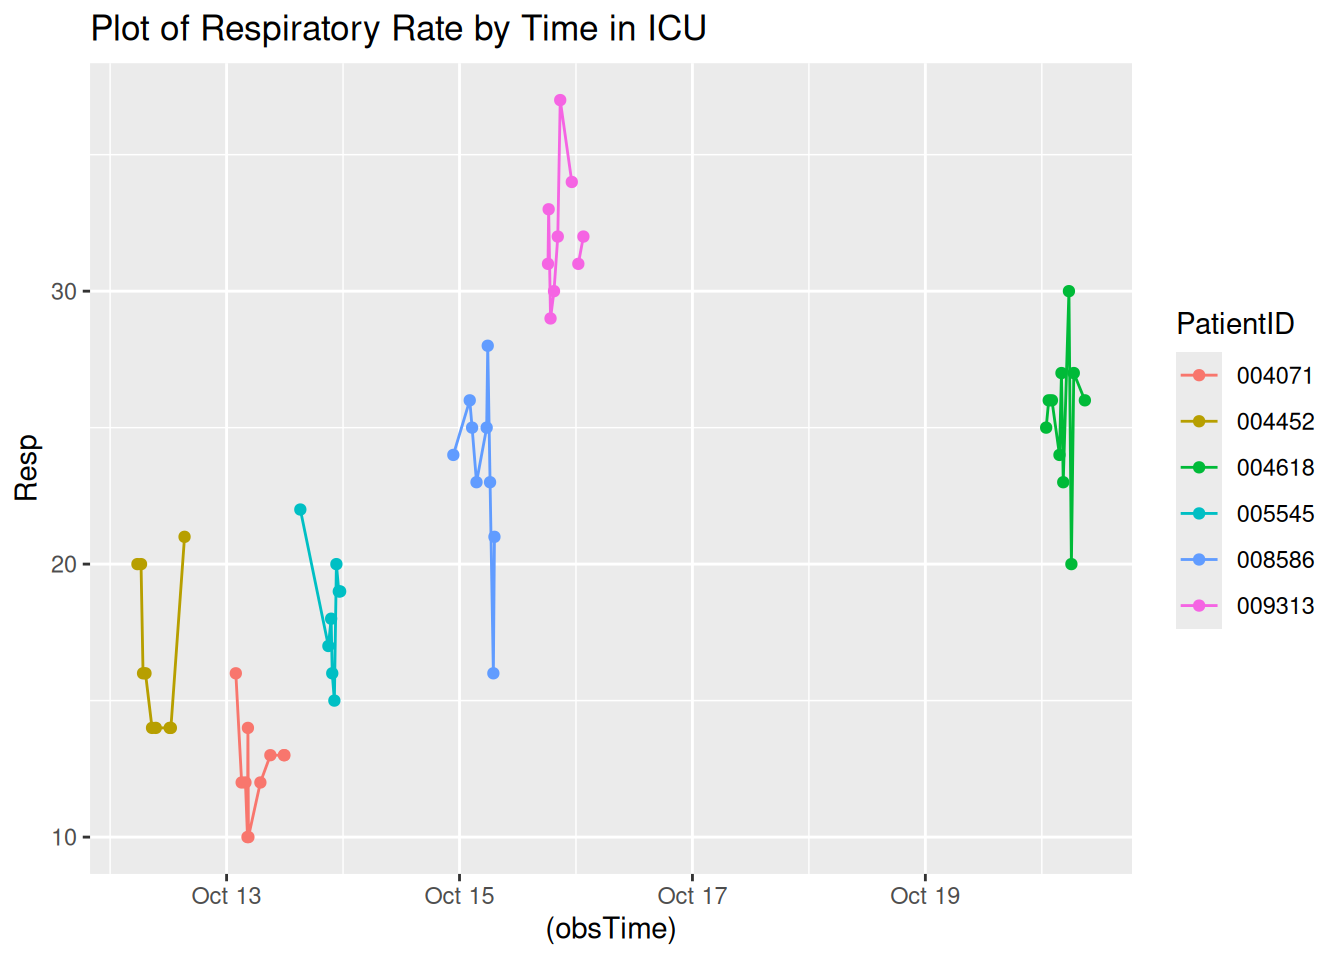 Plot of Respiratory Rate by Time in ICU
30
20
10
Resp
Oct 13
Oct 15
Oct 17
Oct 19
(obsTime)
PatientID
004071
004452
004618
005545
008586
009313